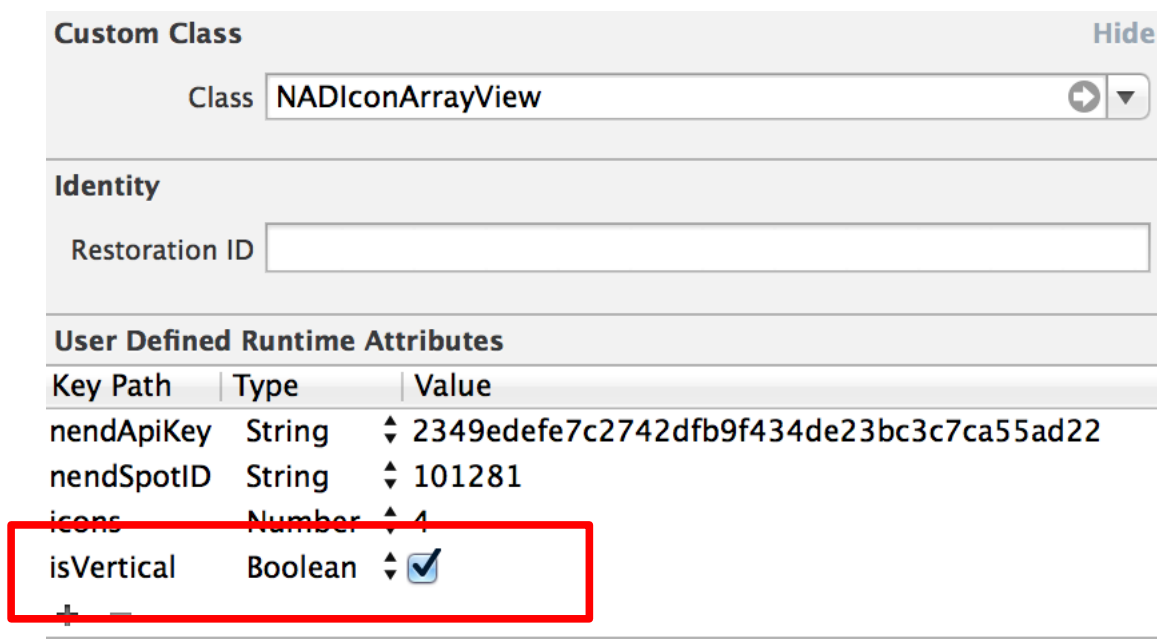 Custom Class Hide
Class NADIconArrayView
Identity
Restoration ID
User Defined Runtime Attributes
Key Path Type Value
nendApiKey String 2349edefe7c2742dfb9f434de23bc3c7ca55ad22
nendSpotID String 101281
icons Number 4
isVertical Boolean